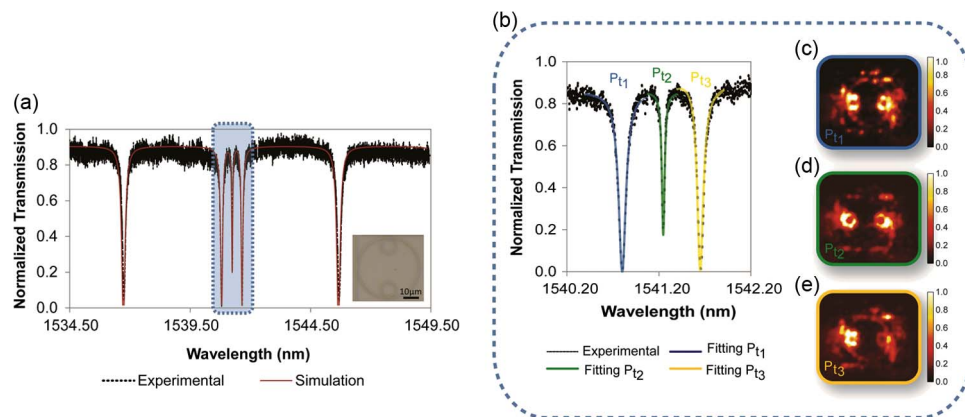 (a)
Normalized Transmission
1.0
0.8
0.6
0.4
0.2
0.0
10μm
1534.50 1539.50 1544.50 1549.50
Wavelength (nm)
Experimental Simulation
(b)
Normalized Transmission
1.0
0.8
0.6
0.4
0.2
0.0
Pt1 Pt2 Pt3
1540.20 1541.20 1542.20
Wavelength (nm)
Experimental Fitting Pt1
Fitting Pt2 Fitting Pt3
(c)
Pt1
1.0
0.8
0.6
0.4
0.2
0.0
(d)
Pt2
1.0
0.8
0.6
0.4
0.2
0.0
(e)
Pt3
1.0
0.8
0.6
0.4
0.2
0.0